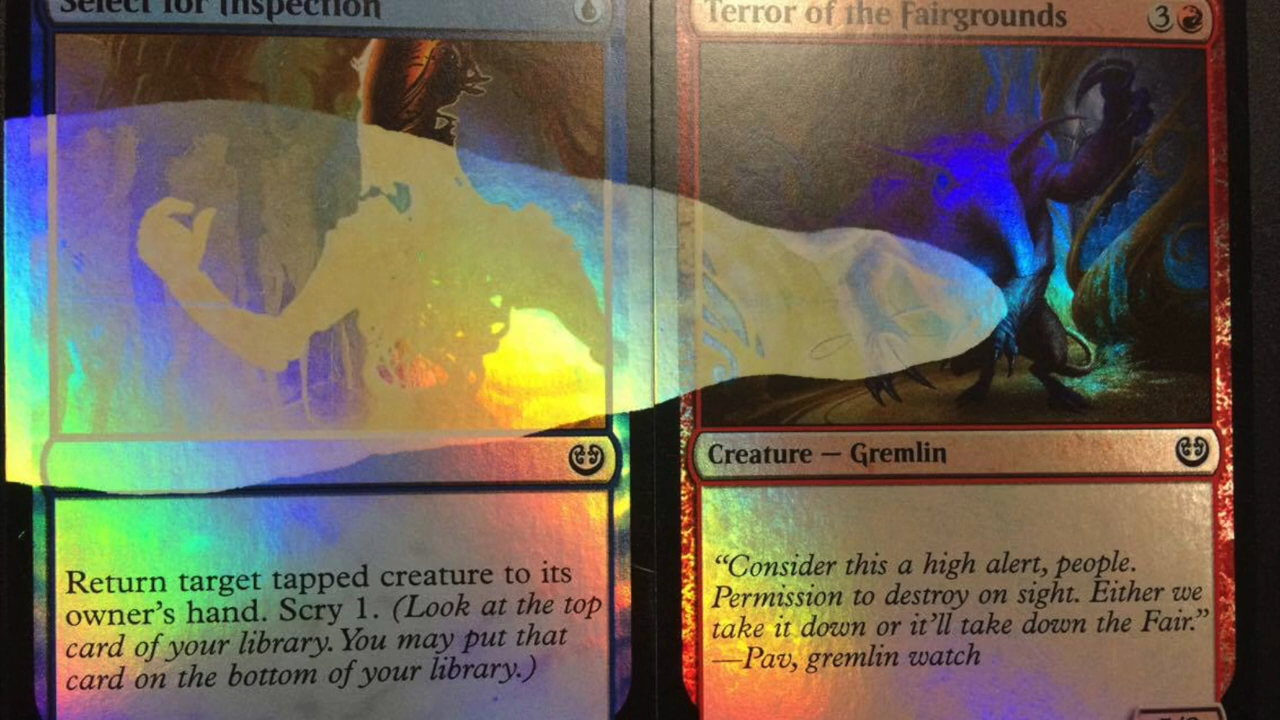 Select for Inspection
Return target tapped creature to its
owner's hand. Scry 1. (Look at the top
card of your library. You may put that
card on the bottom of your library.)
Terror of the Fairgrounds 3
Creature — Gremlin
“Consider this a high alert, people.
Permission to destroy on sight. Either we
take it down or it'll take down the Fair.”
—Pav, gremlin watch